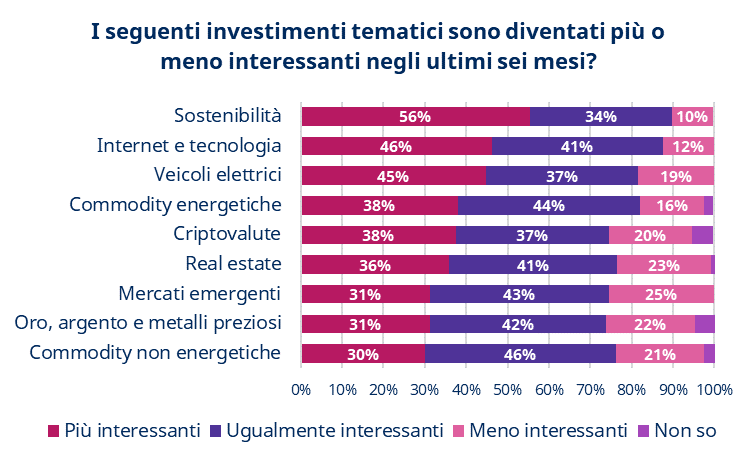 I seguenti investimenti tematici sono diventati più o
meno interessanti negli ultimi sei mesi?
Sostenibilità 56% 34% 10%
Internet e tecnologia 46% 41% 12%
Veicoli elettrici 45% 37% 19%
Commodity energetiche 38% 44% 16%
Criptovalute 38% 37% 20%
Real estate 36% 41% 23%
Mercati emergenti 31% 43% 25%
Oro, argento e metalli preziosi 31% 42% 22%
Commodity non energetiche 30% 46% 21%
0% 10% 20% 30% 40% 50% 60% 70% 80% 90% 100%
Più interessanti Ugualmente interessanti Meno interessanti Non so